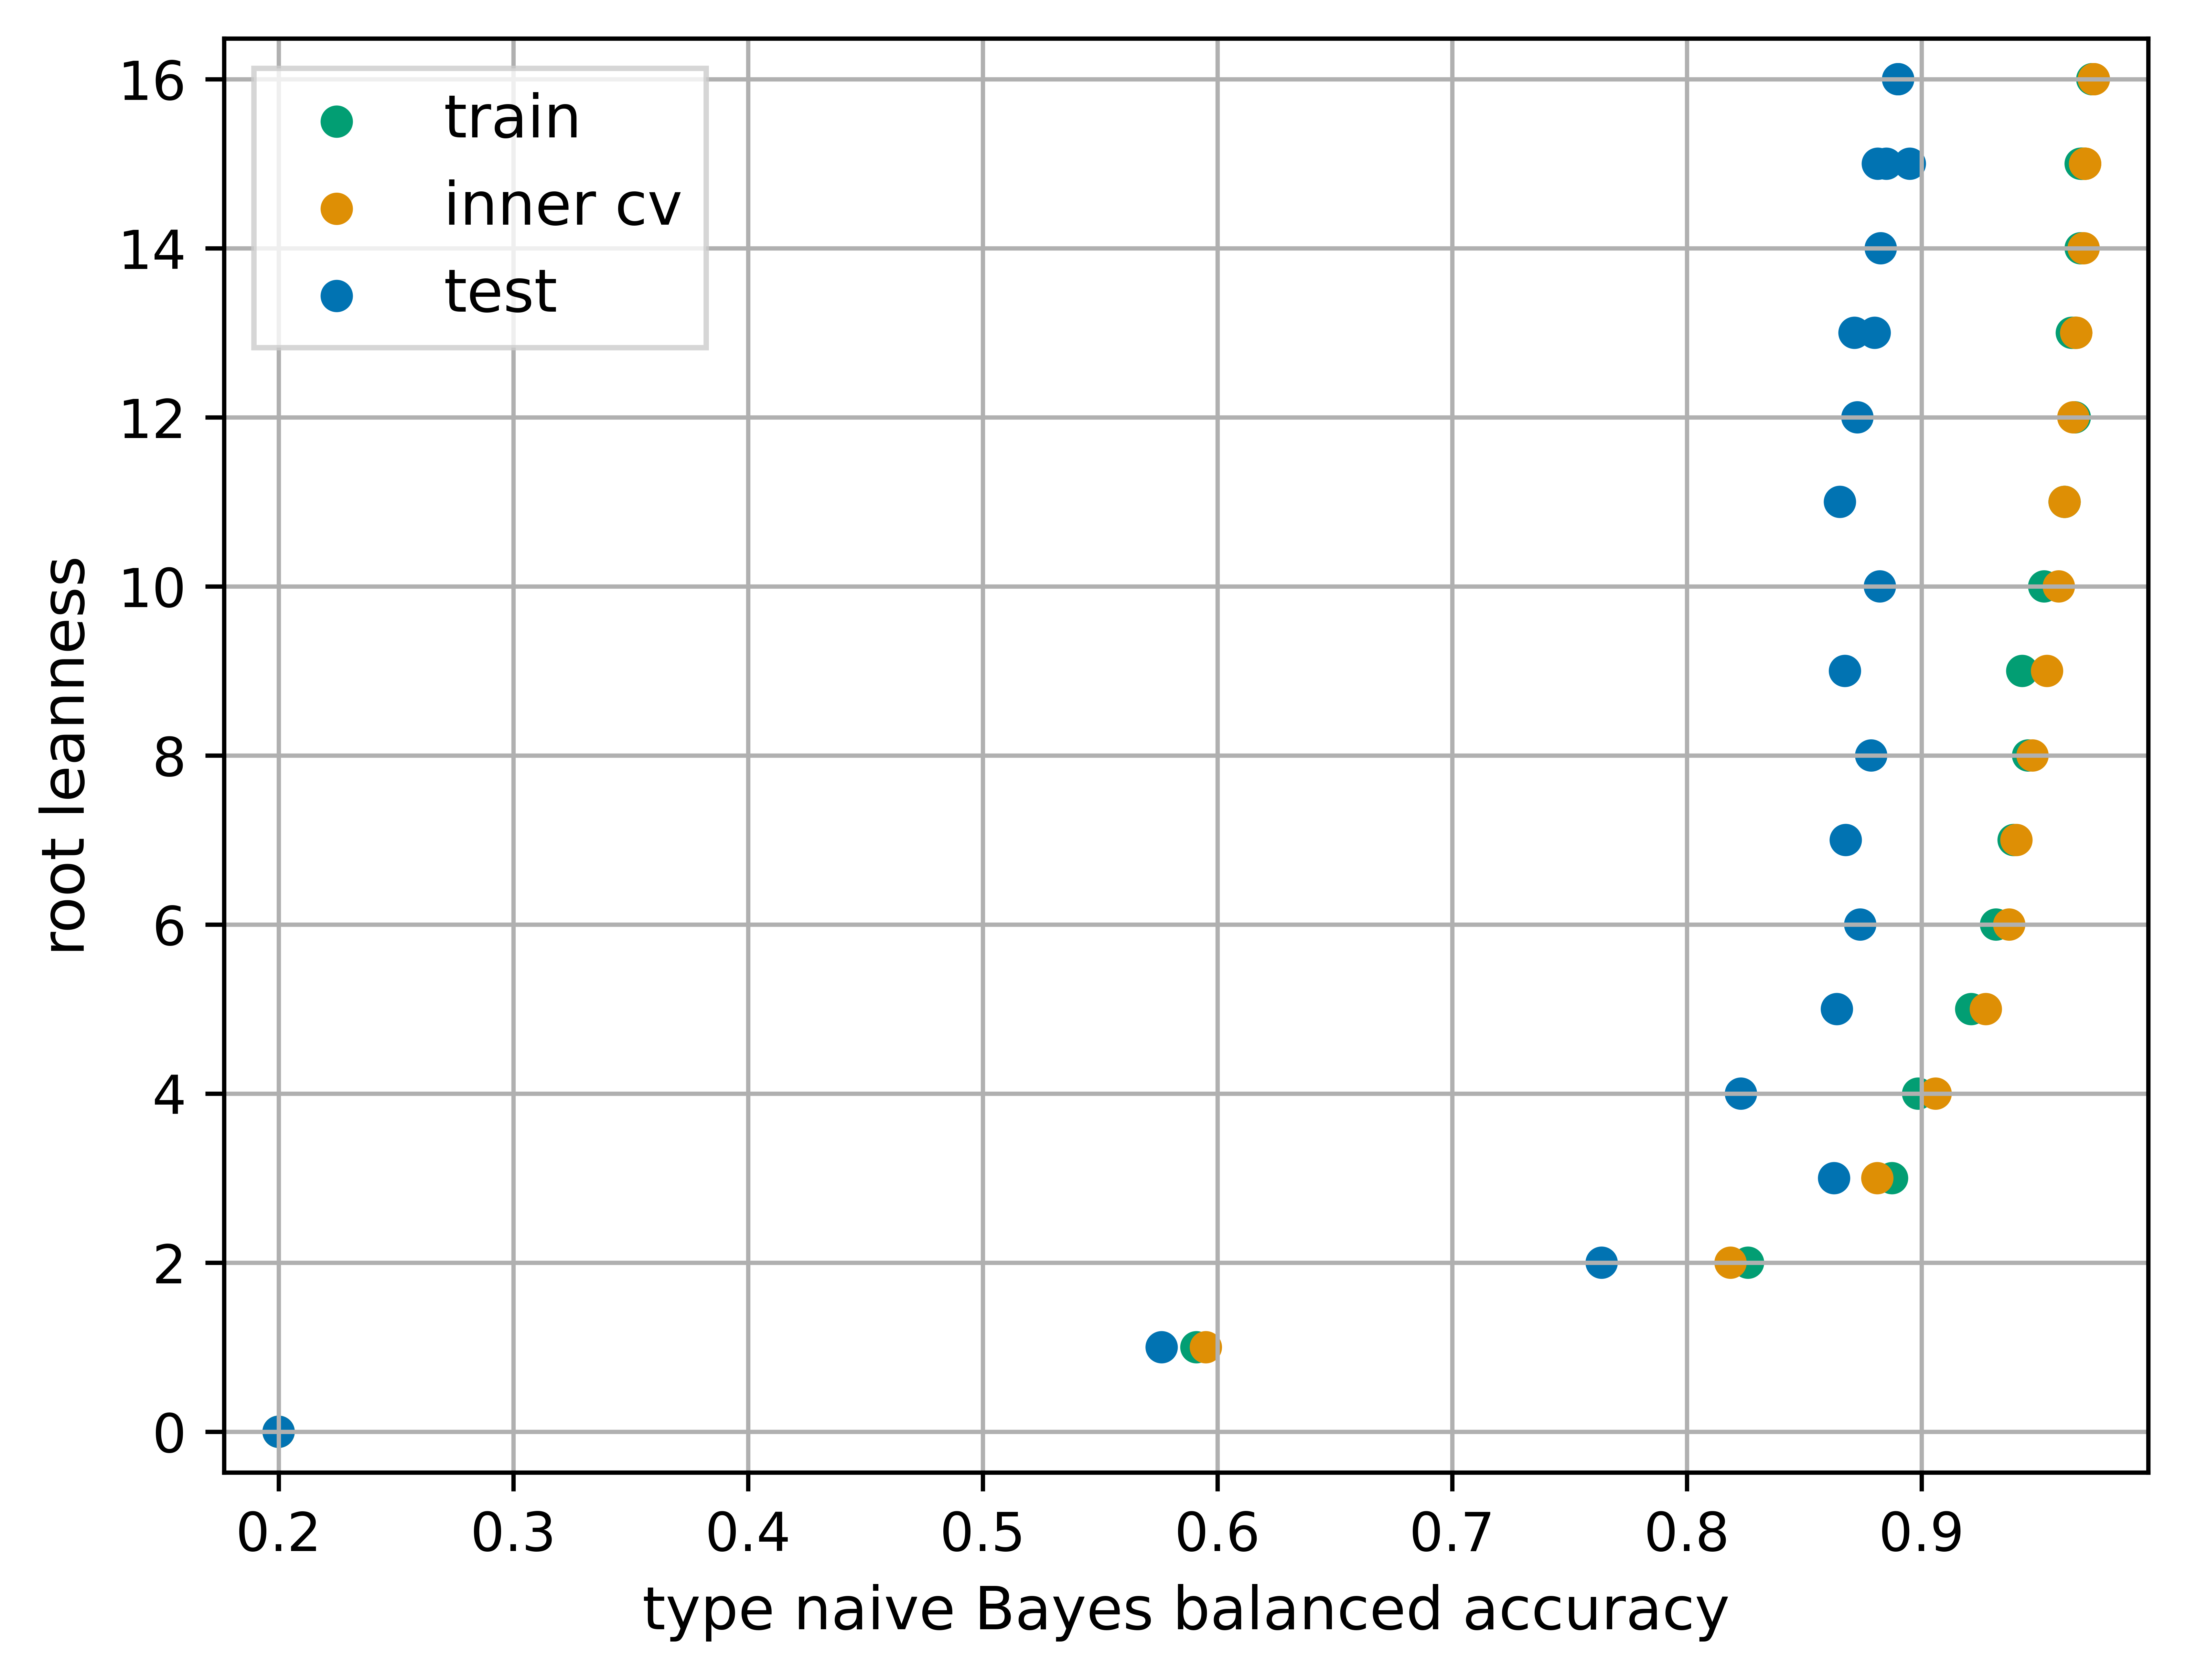 16
14
12
10
8
6
4
2
0
root leanness
train
inner cv
test
0.2 0.3 0.4 0.5 0.6 0.7 0.8 0.9
type naive Bayes balanced accuracy